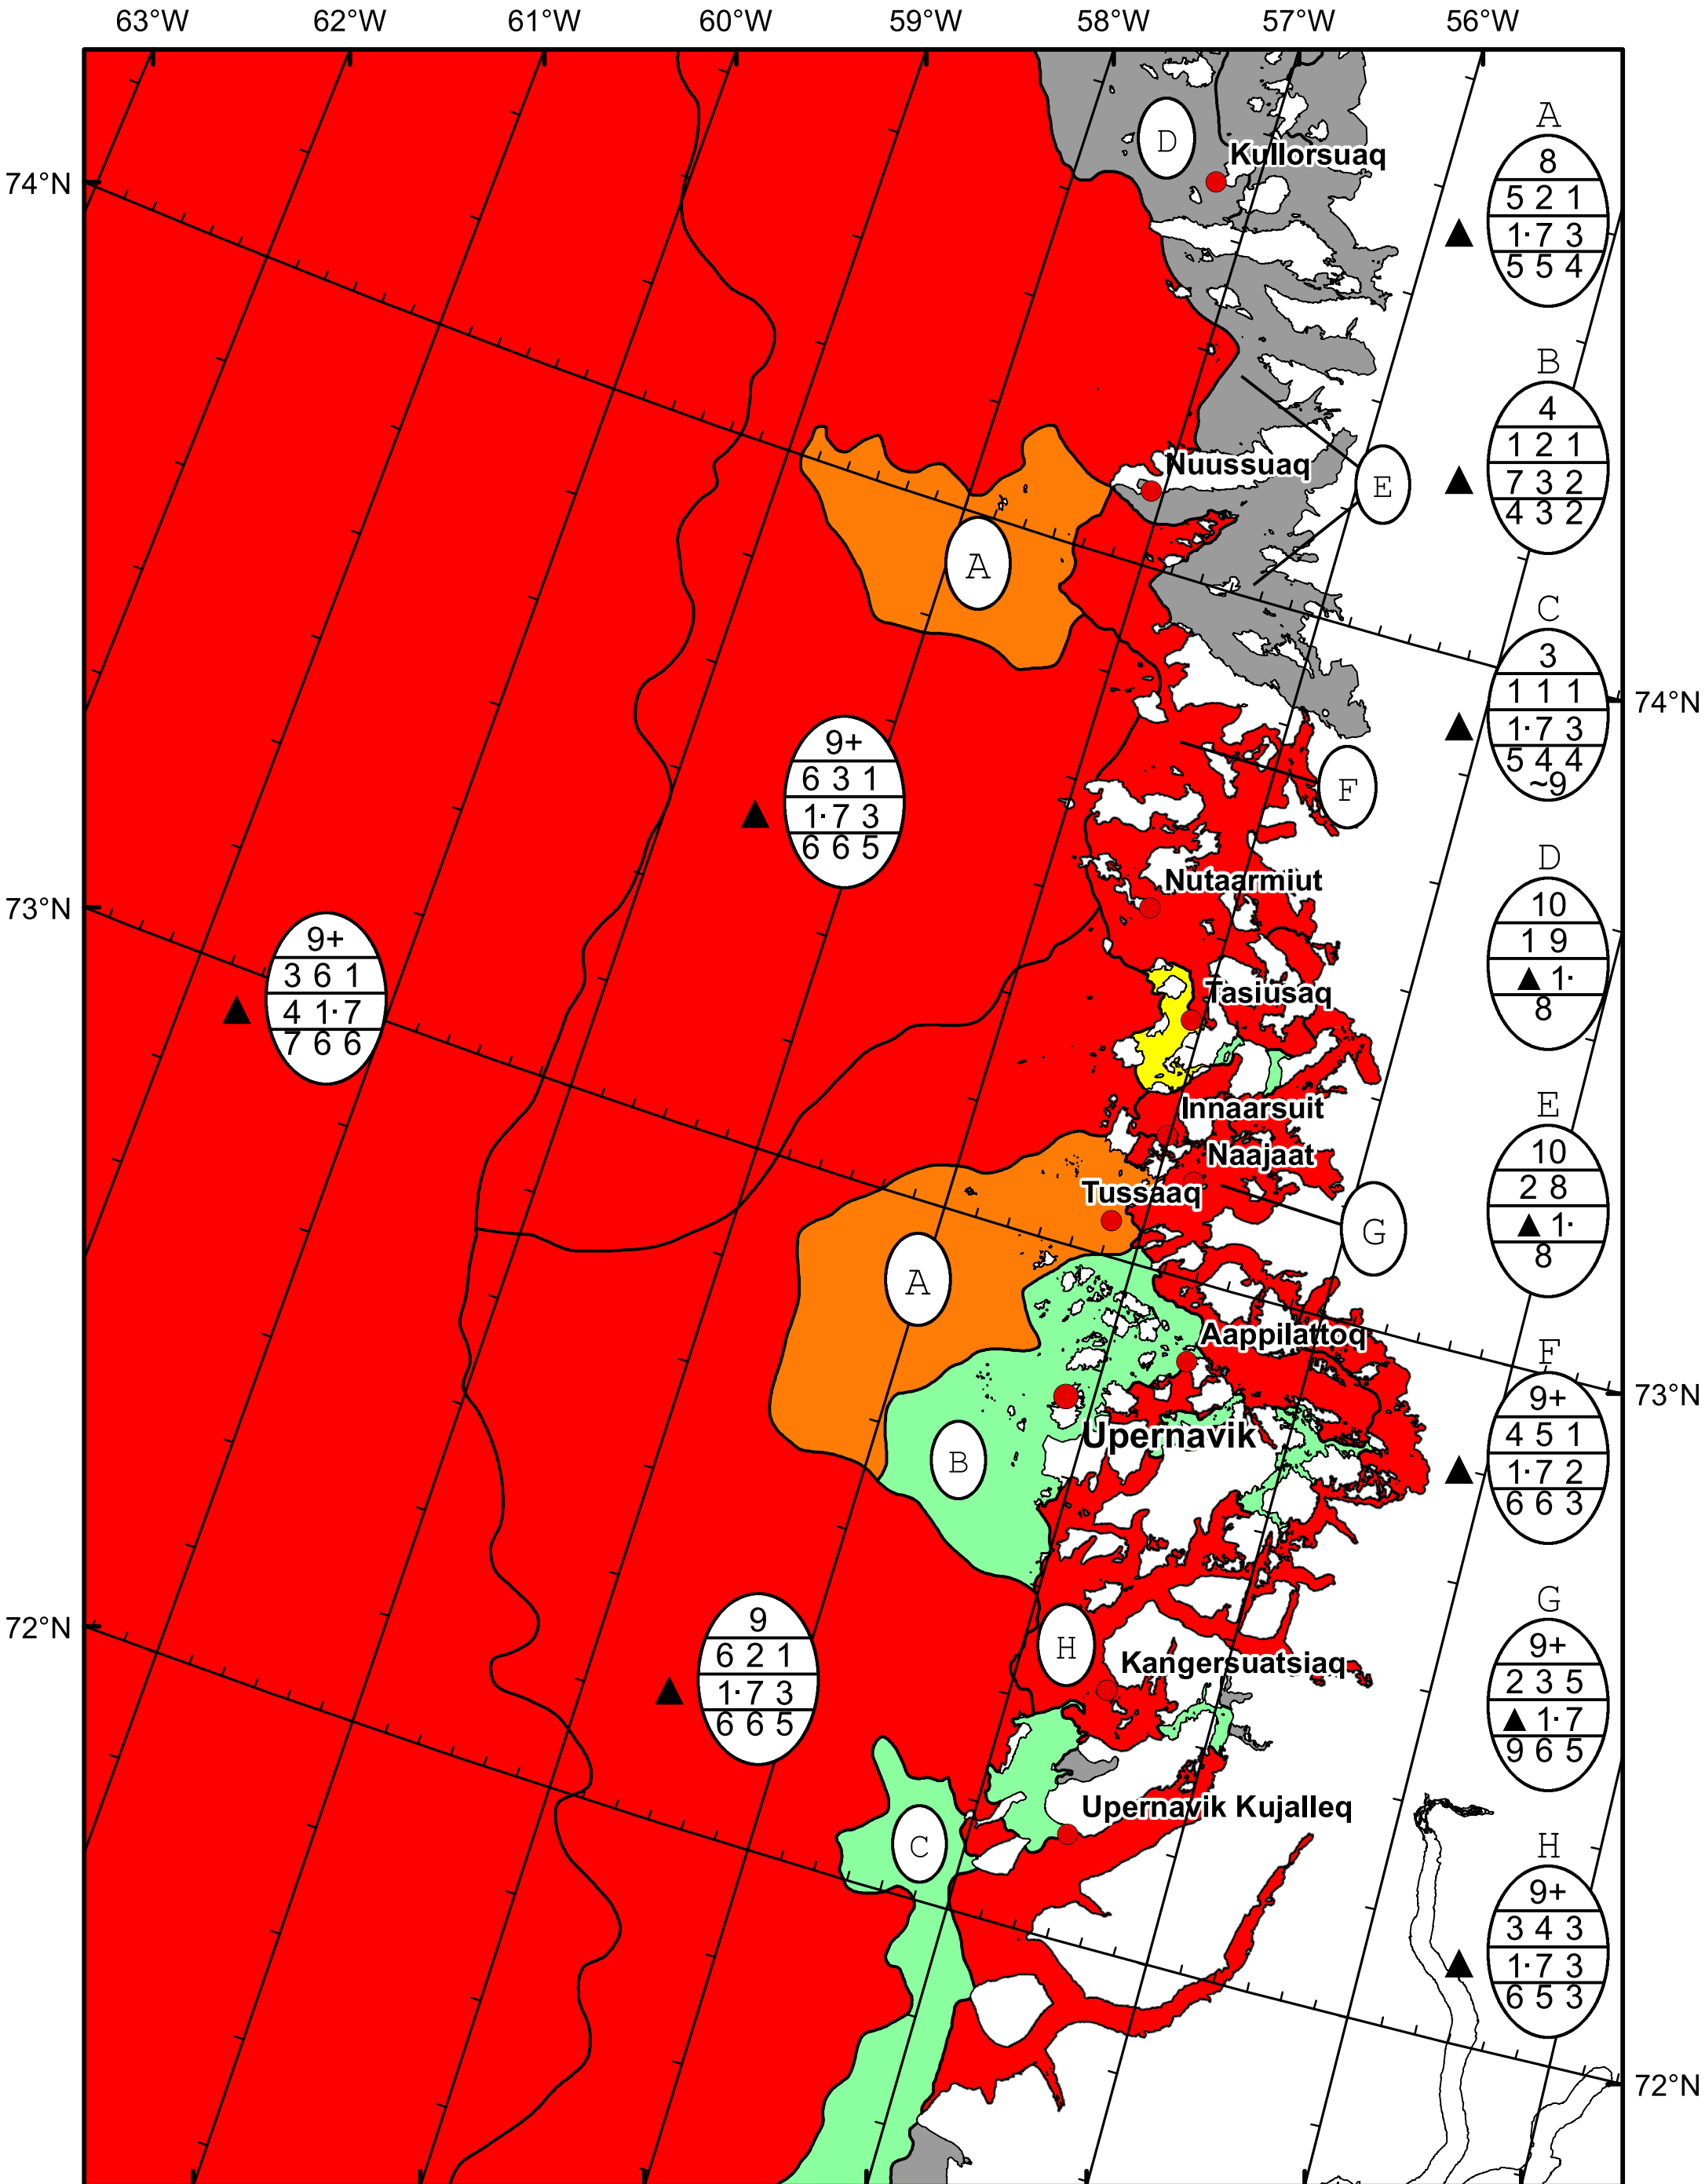 63°W 62°W 61°W 60°W 59°W 58°W 57°W 56°W
A
D
8
Kullorsuaq
74°N
5 2 1
1·7 3
5 5 4
B
4
1 2 1
Nuussuaq
7 3 2
E
4 3 2
A
C
3
1 1 1
74°N
1·7 3
5 4 4
~9
9+
6 3 1
1·7 3
6 6 5
F
D
Nutaarmiut
10
73°N
1 9
▲ 1·
8
9+
3 6 1
4 1·7
7 6 6
Tasiusaq
Innaarsuit
E
Naajaat
10
Tussaaq
2 8
▲ 1·
8
G
A
Aappilattoq
F
73°N
9+
Upernavik
4 5 1
B
1·7 2
6 6 3
G
72°N
9
6 2 1
1·7 3
6 6 5
H
9+
Kangersuatsiaq
2 3 5
▲ 1·7
9 6 5
Upernavik Kujalleq
C
H
9+
3 4 3
1·7 3
6 5 3
72°N